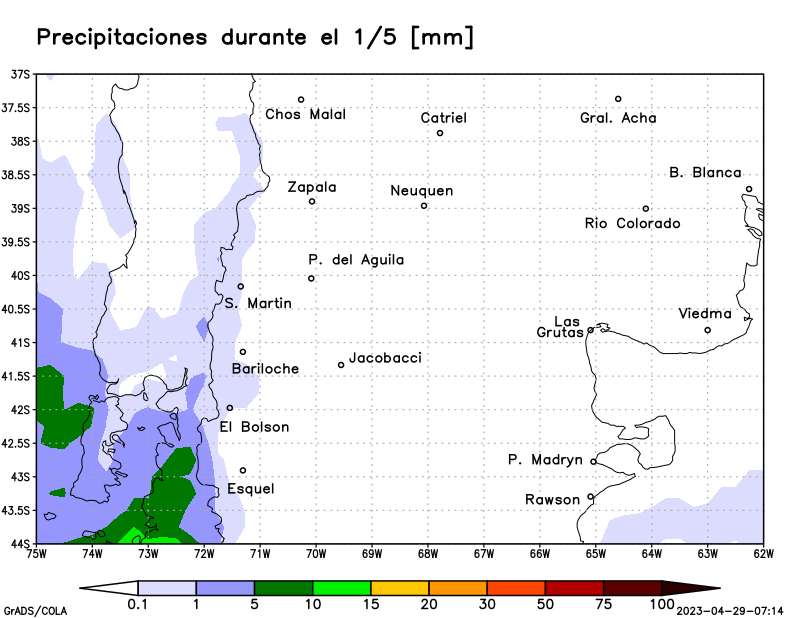 Precipitaciones durante el 1/5 [mm]
37S
37.5S
38S
38.5S
39S
39.5S
40S
40.5S
41S
41.5S
42S
42.5S
43S
43.5S
44S
Chos Malal
Catriel
Gral. Acha
B. Blanca
Zapala
Neuquen
Rio Colorado
P. del Aguila
S. Martin
Viedma
Las
Grutas
Bariloche
Jacobacci
El Bolson
P. Madryn
Esquel
Rawson
75W 74W 73W 72W 71W 70W 69W 68W 67W 66W 65W 64W 63W 62W
0.1 1 5 10 15 20 30 50 75 100
GrADS/COLA
2023-04-29-07:14